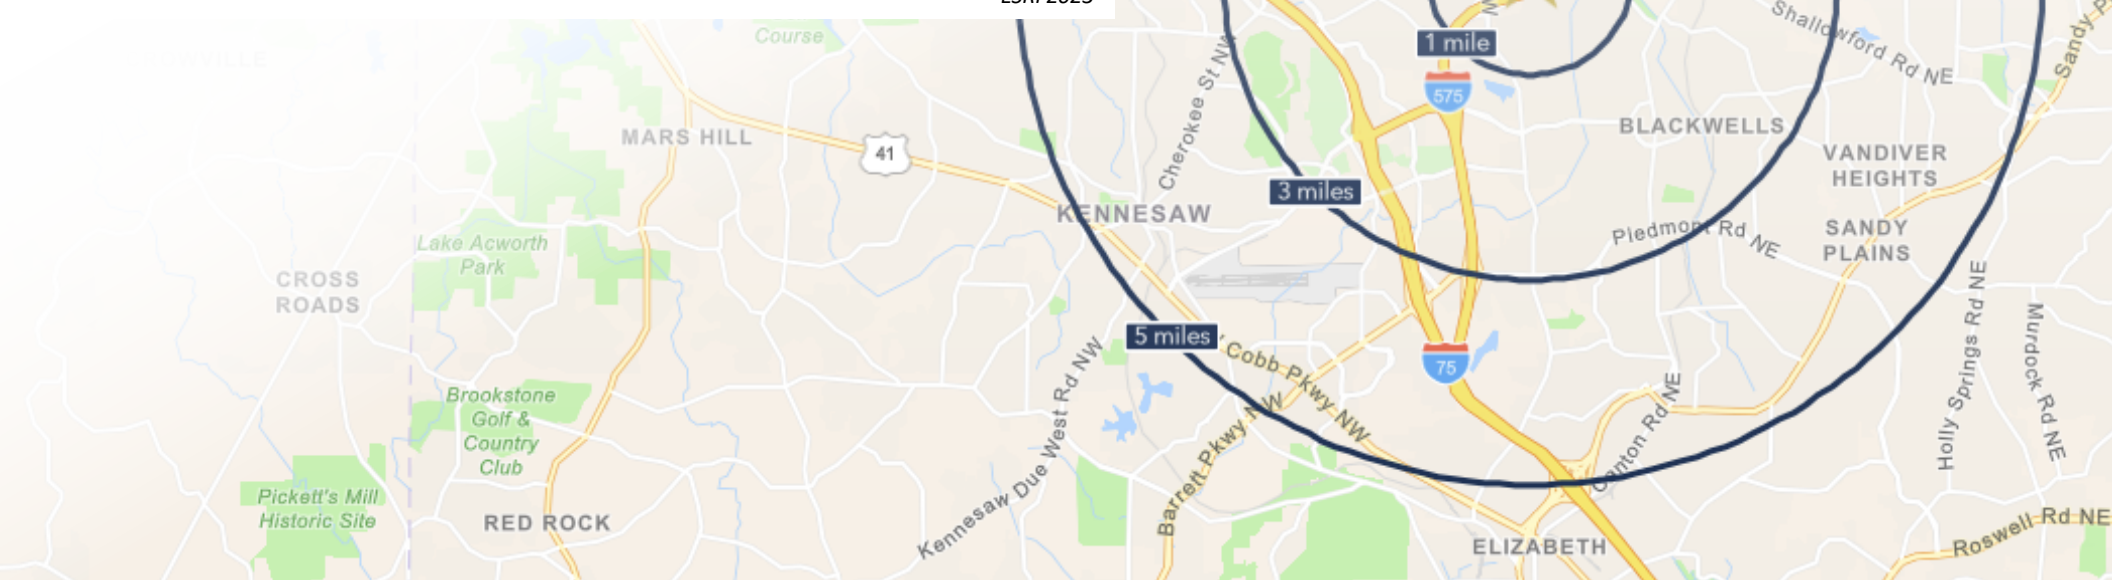 ESRI 2023
Course
Shallowford Rd NE
Sandy P
1 mile
575
MARS HILL
41
Cherokee St NW
BLACKWELLS
VANDIVER
HEIGHTS
3 miles
KENNESAW
Piedmont Rd NE
SANDY
PLAINS
Lake Acworth
Park
CROSS
ROADS
5 miles
Cobb Pkwy NW
75
Holly Springs Rd NE
Murdock Rd NE
Canton Rd NE
Kennesaw Due West Rd NW
Barrett Pkwy NW
Brookstone
Golf &
Country
Club
Pickett's Mill
Historic Site
RED ROCK
ELIZABETH
Roswell Rd NE